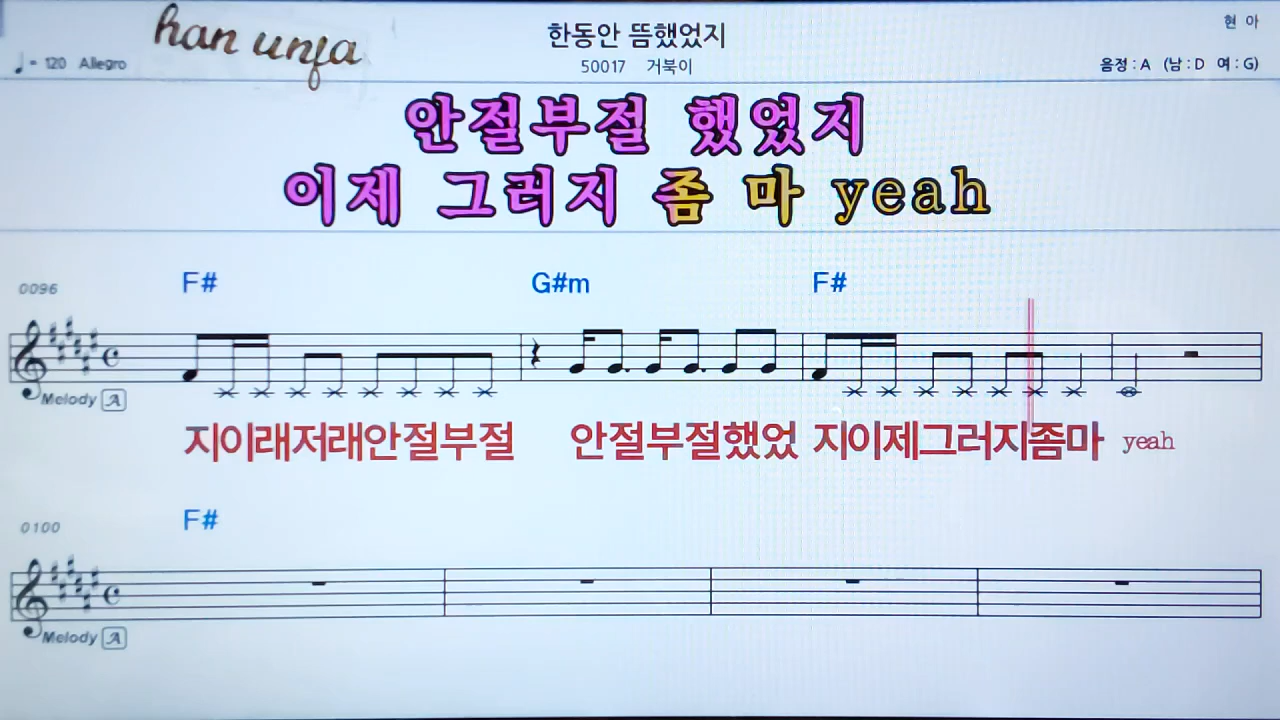 han unfa
한동안 뜸했었지
현 아
♩= 120 Allegro
50017 거북이
음정 : A (남 : D 여 : G)
안절부절 했었지
이제 그러지 좀 마 yeah
0096
F# G#m F#
Melody A
지이래저래안절부절 안절부절했었 지이제그러지좀마 yeah
0100
F#
Melody A